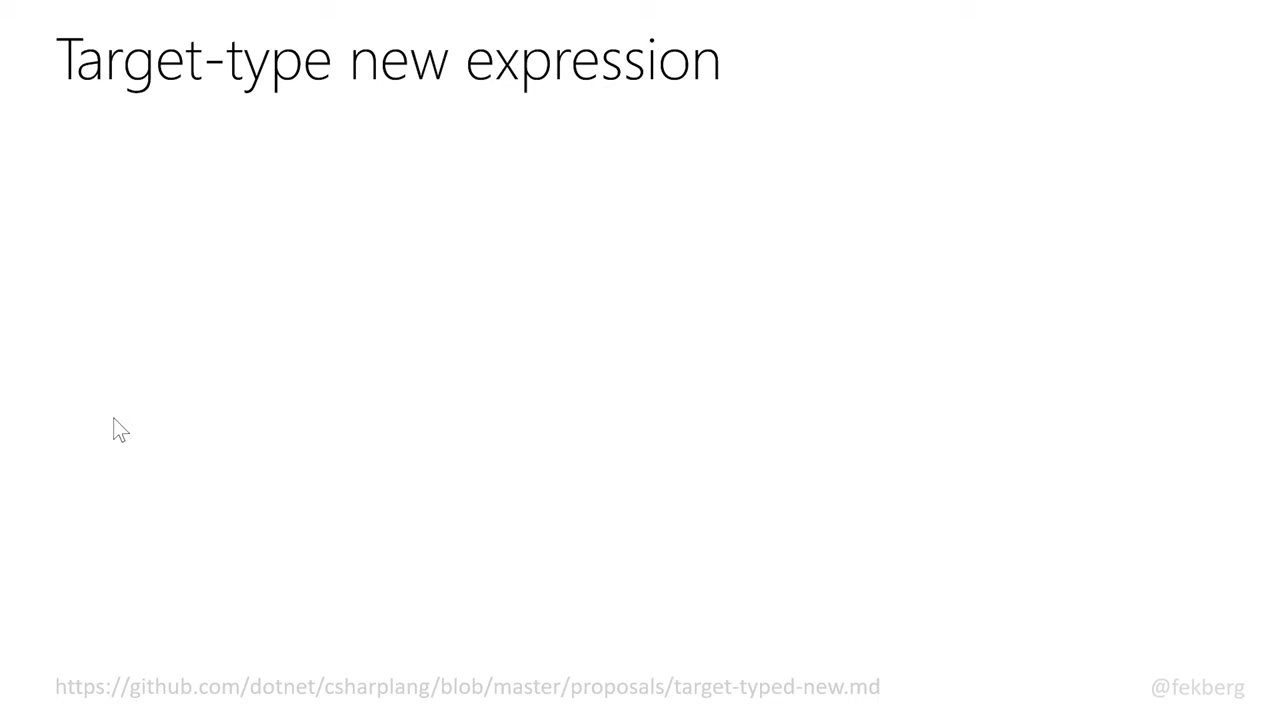 Target-type new expression
https://github.com/dotnet/csharplang/blob/master/proposals/target-typed-new.md
@fekberg